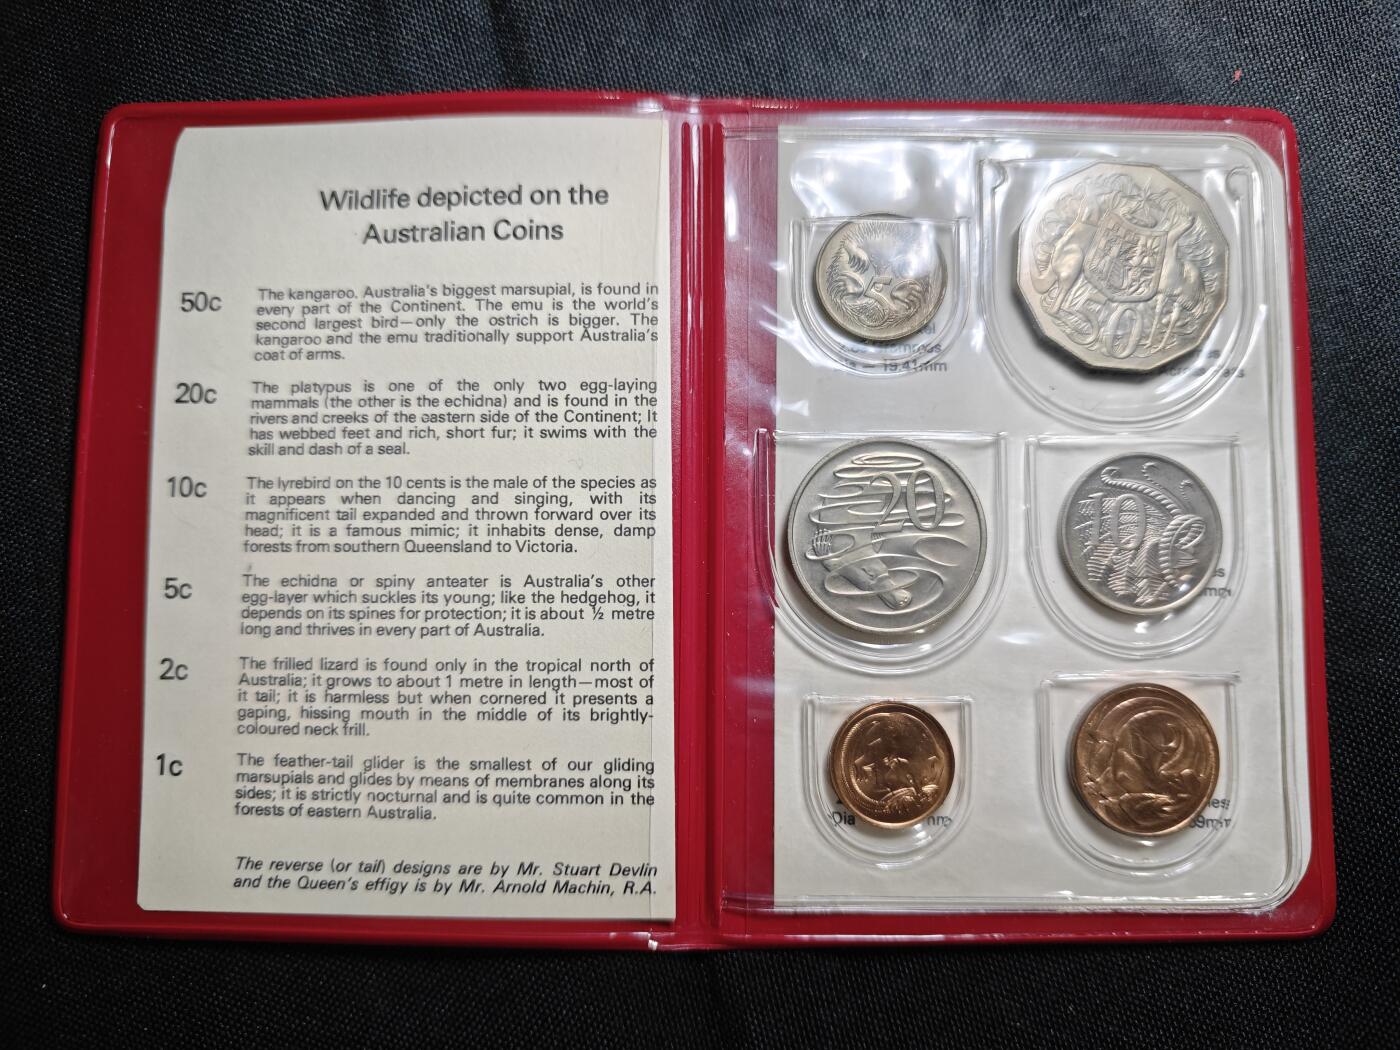 Wildlife depicted on the
Australian Coins
50c
The kangaroo. Australia's biggest marsupial, is found in
every part of the Continent. The emu is the world's
second largest bird—only the ostrich is bigger. The
kangaroo and the emu traditionally support Australia's
coat of arms.
20c
The platypus is one of the only two egg-laying
mammals (the other is the echidna) and is found in the
rivers and creeks of the eastern side of the Continent; It
has webbed feet and rich, short fur; it swims with the
skill and dash of a seal.
10c
The lyrebird on the 10 cents is the male of the species as
it appears when dancing and singing, with its
magnificent tail expanded and thrown forward over its
head; it is a famous mimic; it inhabits dense, damp
forests from southern Queensland to Victoria.
5c
The echidna or spiny anteater is Australia's other
egg-layer which suckles its young; like the hedgehog, it
depends on its spines for protection; it is about ½ metre
long and thrives in every part of Australia.
2c
The frilled lizard is found only in the tropical north of
Australia; it grows to about 1 metre in length—most of
it tail; it is harmless but when cornered it presents a
gaping, hissing mouth in the middle of its brightly-
coloured neck frill.
1c
The feather-tail glider is the smallest of our gliding
marsupials and glides by means of membranes along its
sides; it is strictly nocturnal and is quite common in the
forests of eastern Australia.
The reverse (or tail) designs are by Mr. Stuart Devlin
and the Queen's effigy is by Mr. Arnold Machin, R.A.
5
— 19.41mm
50
20
10
1
Dia
2